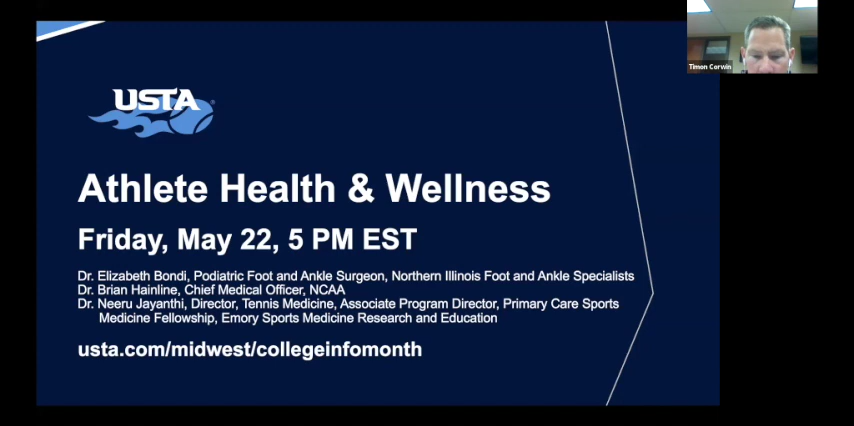 USTA
Athlete Health & Wellness
Friday, May 22, 5 PM EST
Dr. Elizabeth Bondi, Podiatric Foot and Ankle Surgeon, Northern Illinois Foot and Ankle Specialists
Dr. Brian Hainline, Chief Medical Officer, NCAA
Dr. Neeru Jayanthi, Director, Tennis Medicine, Associate Program Director, Primary Care Sports
Medicine Fellowship, Emory Sports Medicine Research and Education
usta.com/midwest/collegeinfomonth
Timon Corwin